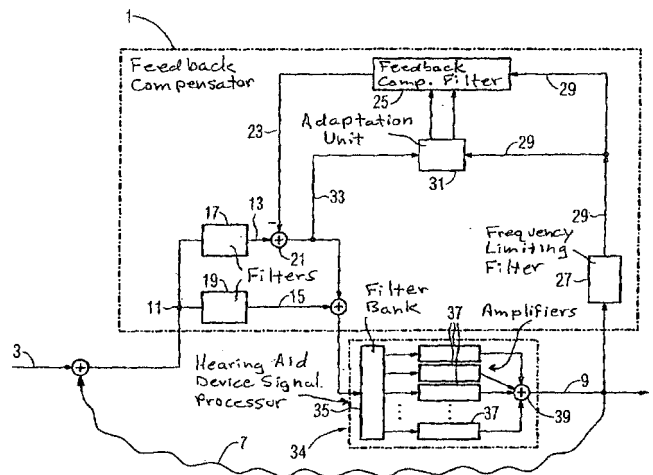 1
Feedback
Compensator
Feedback
Comp. Filter
25
29
23
Adaptation
Unit
31
29
33
29
17
13
-
21
Frequency
Limiting
Filter
27
19
Filters
15
11
Filter
Bank
Amplifiers
37
3
Hearing Aid
Device Signal
Processor
35
37
37
9
39
34
7